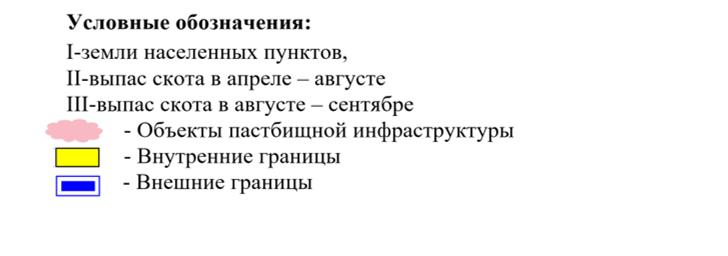 Условные обозначения:
I-земли населенных пунктов,
II-выпас скота в апреле – августе
III-выпас скота в августе – сентябре
- Объекты пастбищной инфраструктуры
- Внутренние границы
- Внешние границы